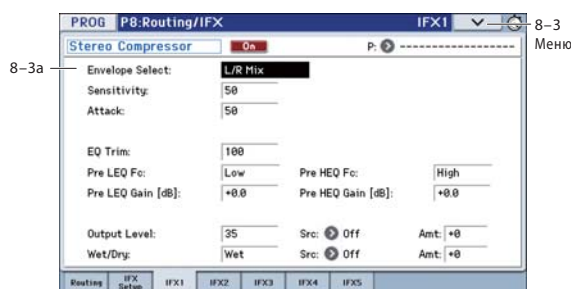 PROG P8:Routing/IFX IFX1
8–3
Меню
Stereo Compressor On P: ------------------
8–3a
Envelope Select: L/R Mix
Sensitivity: 50
Attack: 50
EQ Trim: 100
Pre LEQ Fc: Low Pre HEQ Fc: High
Pre LEQ Gain [dB]: +0.0 Pre HEQ Gain [dB]: +0.0
Output Level: 35 Src: Off Amt: +0
Wet/Dry: Wet Src: Off Amt: +0
Routing IFX Setup IFX1 IFX2 IFX3 IFX4 IFX5